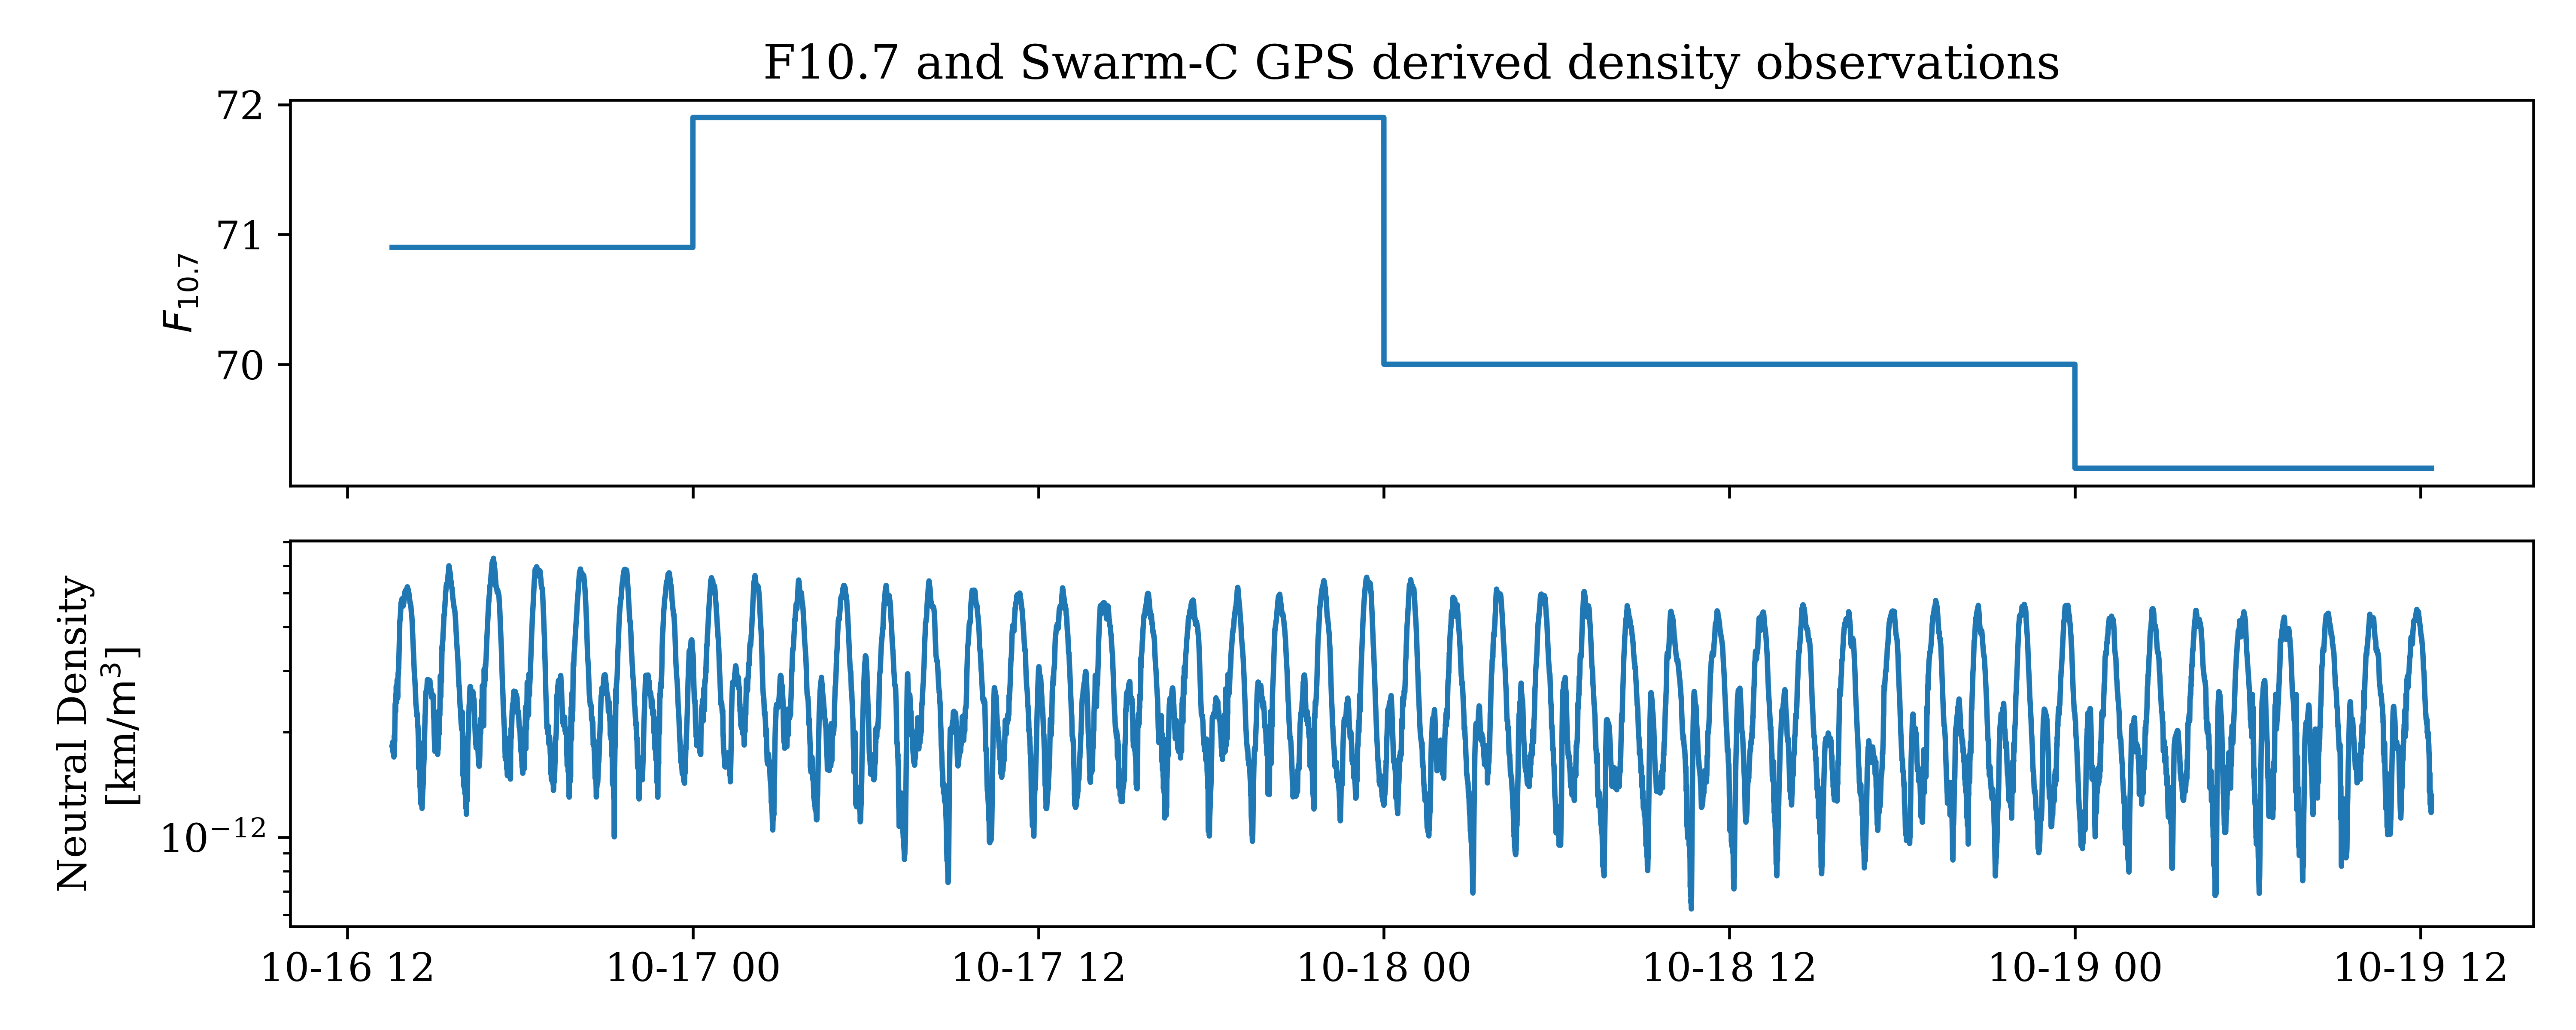 F10.7 and Swarm-C GPS derived density observations
72
71
70
F10.7
Neutral Density
[km/m³]
10⁻¹²
10-16 12
10-17 00
10-17 12
10-18 00
10-18 12
10-19 00
10-19 12